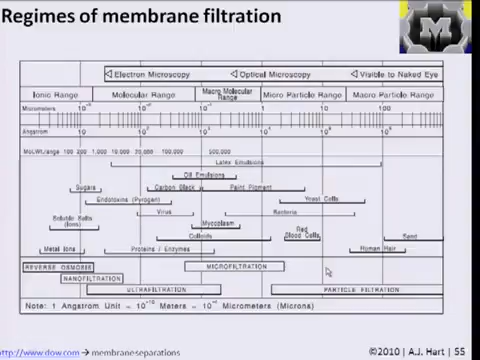 Regimes of membrane filtration
M
Electron Microscopy Optical Microscopy Visible to Naked Eye
Ionic Range Molecular Range Macro Molecular Range Micro Particle Range Macro Particle Range
Micrometers 1 10 100
Angstrom
Mol.Wt.range 100 200 1,000 10,000 100,000 500,000
Latex Emulsions
Oil Emulsions
Sugars Carbon Black Paint Pigment
Endotoxins (Pyrogen) Yeast Cells
Virus Bacteria
Soluble Salts (Ions) Mycoplasm Red Blood Cells
Colloids Sand
Metal Ions Proteins / Enzymes Human Hair
REVERSE OSMOSIS MICROFILTRATION
NANOFILTRATION
ULTRAFILTRATION PARTICLE FILTRATION
Note: 1 Angstrom Unit = 10⁻¹⁰ Meters = 10⁻⁴ Micrometers (Microns)
http://www.dow.com → membrane separations ©2010 | A.J. Hart | 55